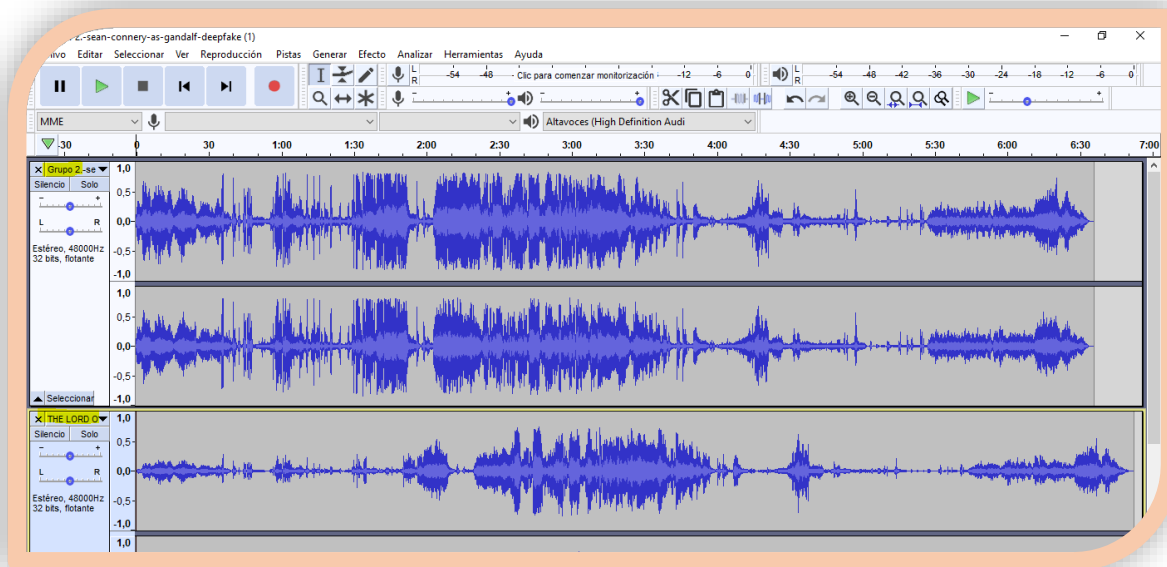 2.-sean-connery-as-gandalf-deepfake (1)
Editar Seleccionar Ver Reproducción Pistas Generar Efecto Analizar Herramientas Ayuda
L R -54 -48 - Clic para comenzar monitorización -12 -6 0 L R -54 -48 -42 -36 -30 -24 -18 -12 -6 0
MME Altavoces (High Definition Audi
-30 0 30 1:00 1:30 2:00 2:30 3:00 3:30 4:00 4:30 5:00 5:30 6:00 6:30 7:00
X Grupo 2.-se
Silencio Solo
- +
L R
Estéreo, 48000Hz
32 bits, flotante
Seleccionar
1,0
0,5-
0,0-
-0,5-
-1,0
1,0
0,5-
0,0-
-0,5-
-1,0
X THE LORD O
Silencio Solo
- +
L R
Estéreo, 48000Hz
32 bits, flotante
1,0
0,5-
0,0-
-0,5-
-1,0
1,0